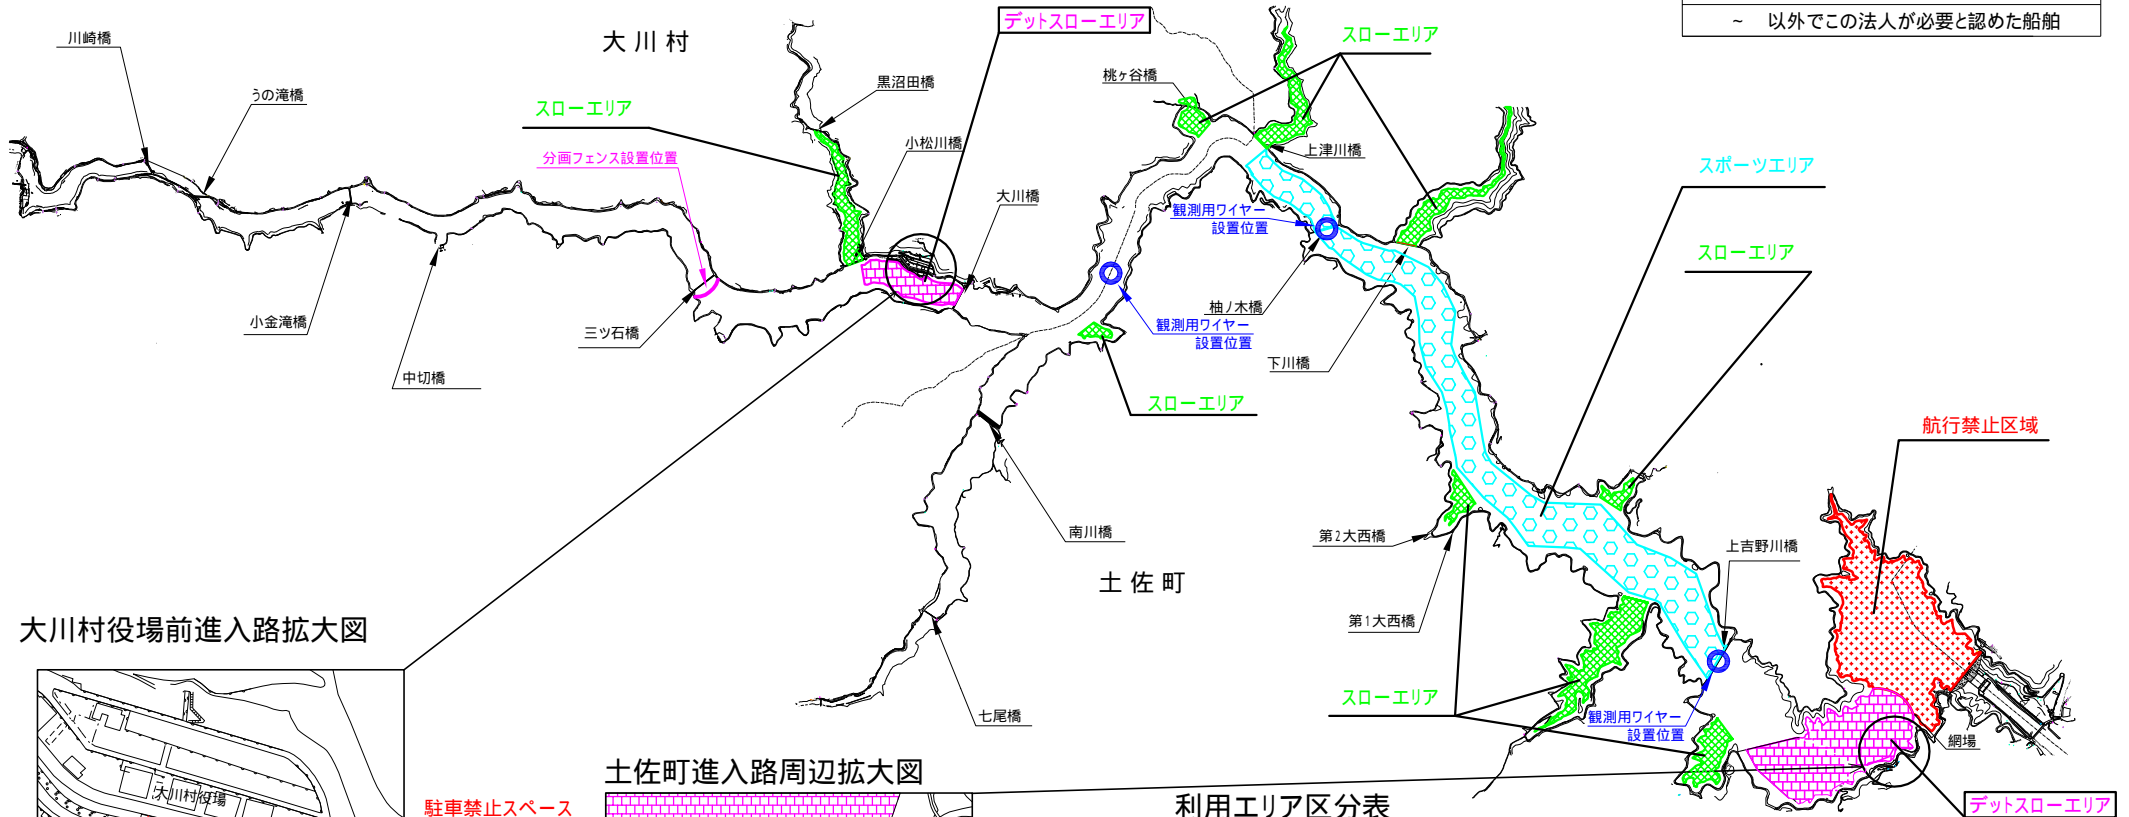 ～　以外でこの法人が必要と認めた船舶
デットスローエリア
大川村
スローエリア
川崎橋
桃ヶ谷橋
黒沼田橋
うの滝橋
スローエリア
小松川橋
上津川橋
分画フェンス設置位置
スポーツエリア
大川橋
観測用ワイヤー
設置位置
スローエリア
柚ノ木橋
小金滝橋
三ツ石橋
観測用ワイヤー
設置位置
下川橋
中切橋
スローエリア
航行禁止区域
南川橋
第2大西橋
上吉野川橋
土佐町
第1大西橋
大川村役場前進入路拡大図
スローエリア
七尾橋
観測用ワイヤー
設置位置
網場
土佐町進入路周辺拡大図
大川村役場
駐車禁止スペース
利用エリア区分表
デットスローエリア